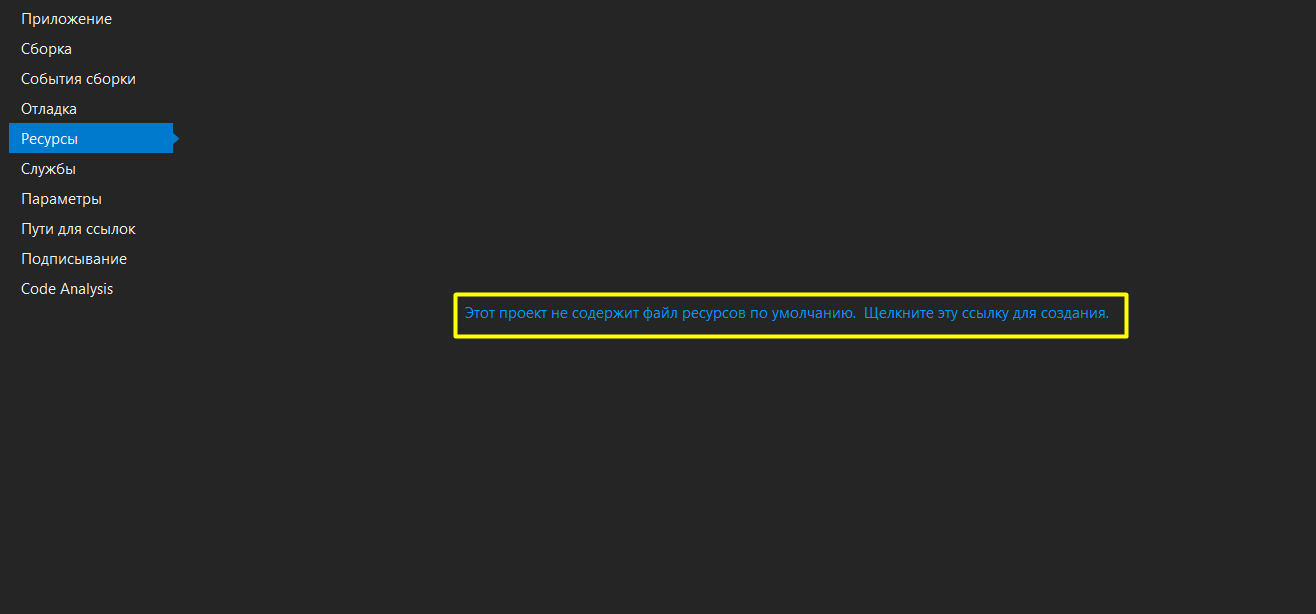 Приложение
Сборка
События сборки
Отладка
Ресурсы
Службы
Параметры
Пути для ссылок
Подписывание
Code Analysis
Этот проект не содержит файл ресурсов по умолчанию.  Щелкните эту ссылку для создания.